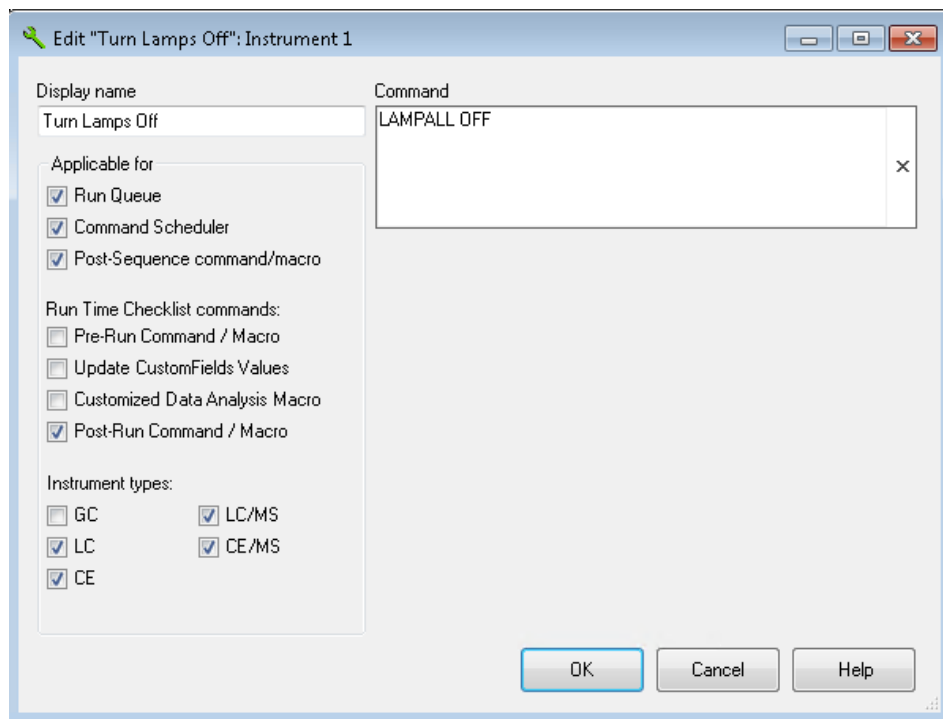 Edit "Turn Lamps Off": Instrument 1
Display name
Turn Lamps Off
Applicable for
Run Queue
Command Scheduler
Post-Sequence command/macro
Run Time Checklist commands:
Pre-Run Command / Macro
Update CustomFields Values
Customized Data Analysis Macro
Post-Run Command / Macro
Instrument types:
GC LC/MS
LC CE/MS
CE
Command
LAMPALL OFF
OK Cancel Help